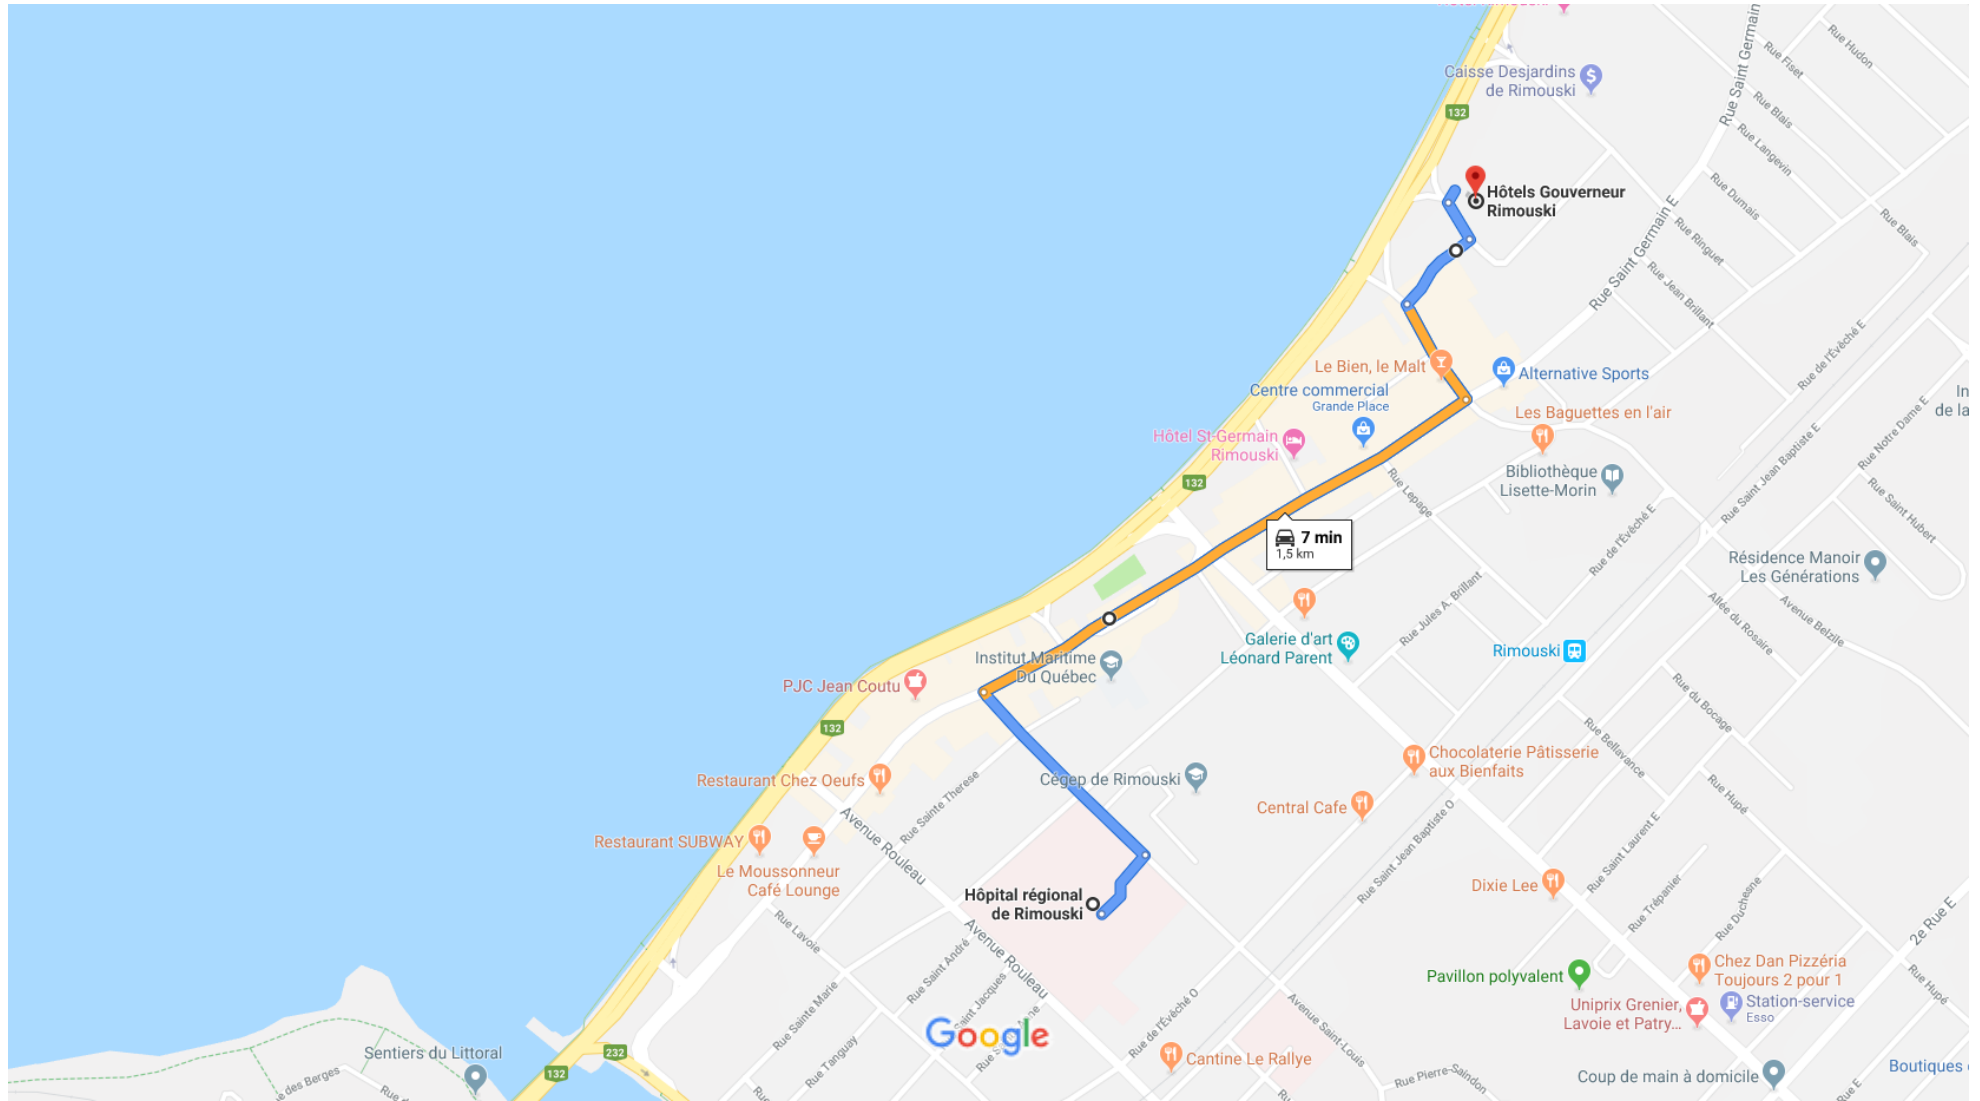 Rue Saint Germain
Rue Hudon
Rue Fiset
Caisse Desjardins
de Rimouski
$
132
Rue Blais
Rue Langevin
Hôtels Gouverneur
Rimouski
Rue Dumais
Rue Saint Germain E
Rue Ringuet
Rue Blais
Rue Jean Brillant
Rue de l'Évêché E
Le Bien, le Malt
Alternative Sports
Centre commercial
Grande Place
In
de la
Les Baguettes en l'air
Hôtel St-Germain
Rimouski
Rue Saint Jean Baptiste E
Rue Notre Dame E
132
Rue Lepage
Bibliothèque
Lisette-Morin
Rue Saint Hubert
Rue de l'Évêché E
7 min
1,5 km
Résidence Manoir
Les Générations
Rue Jules A. Brillant
Allée du Rosaire
Avenue Belzile
Galerie d'art
Léonard Parent
Rimouski
Institut Maritime
Du Québec
PJC Jean Coutu
Rue du Bocage
132
Rue Bellavance
Restaurant Chez Oeufs
Cégep de Rimouski
Chocolaterie Pâtisserie
aux Bienfaits
Rue Sainte Therese
Central Cafe
Rue Hupé
Avenue Rouleau
Rue Saint Jean Baptiste O
Rue Saint Laurent E
Restaurant SUBWAY
Le Moussonneur
Café Lounge
Dixie Lee
Rue Trépanier
Rue Duchesne
Hôpital régional
de Rimouski
2e Rue E
Rue Lavoie
Avenue Rouleau
Rue Saint André
Pavillon polyvalent
Chez Dan Pizzéria
Toujours 2 pour 1
Rue Hupé
Rue Sainte Marie
Saint Jacques
Rue de l'Évêché O
Avenue Saint-Louis
Uniprix Grenier,
Lavoie et Patry...
Station-service
Esso
Google
Sentiers du Littoral
232
132
Rue Tanguay
Cantine Le Rallye
Rue Pierre-Saindon
Coup de main à domicile
Boutiques
des Berges